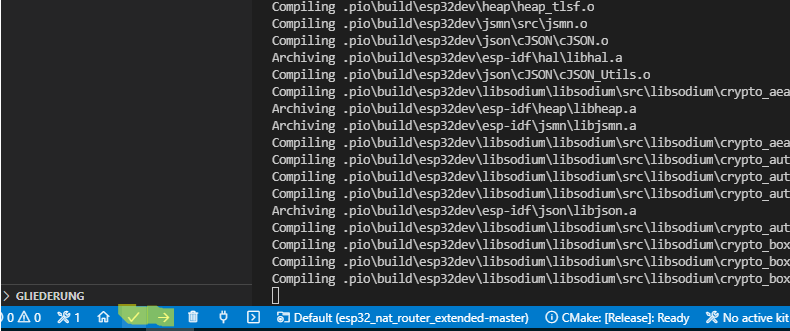 Compiling .pio\build\esp32dev\heap\heap_tlsf.o
Compiling .pio\build\esp32dev\jsmn\src\jsmn.o
Compiling .pio\build\esp32dev\json\cJSON\cJSON.o
Archiving .pio\build\esp32dev\esp-idf\hal\libhal.a
Compiling .pio\build\esp32dev\json\cJSON\cJSON_Utils.o
Compiling .pio\build\esp32dev\libsodium\libsodium\src\libsodium\crypto_aea
Archiving .pio\build\esp32dev\esp-idf\heap\libheap.a
Archiving .pio\build\esp32dev\esp-idf\jsmn\libjsmn.a
Compiling .pio\build\esp32dev\libsodium\libsodium\src\libsodium\crypto_aea
Compiling .pio\build\esp32dev\libsodium\libsodium\src\libsodium\crypto_aut
Compiling .pio\build\esp32dev\libsodium\libsodium\src\libsodium\crypto_aut
Compiling .pio\build\esp32dev\libsodium\libsodium\src\libsodium\crypto_aut
Archiving .pio\build\esp32dev\esp-idf\json\libjson.a
Compiling .pio\build\esp32dev\libsodium\libsodium\src\libsodium\crypto_aut
Compiling .pio\build\esp32dev\libsodium\libsodium\src\libsodium\crypto_box
Compiling .pio\build\esp32dev\libsodium\libsodium\src\libsodium\crypto_box
Compiling .pio\build\esp32dev\libsodium\libsodium\src\libsodium\crypto_box
GLIEDERUNG
0 0 1 Default (esp32_nat_router_extended-master) CMake: [Release]: Ready No active kit